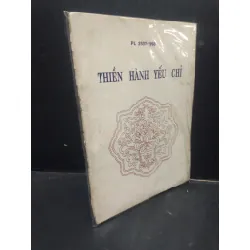 THIỀN HÀNH YẾU CHỈ